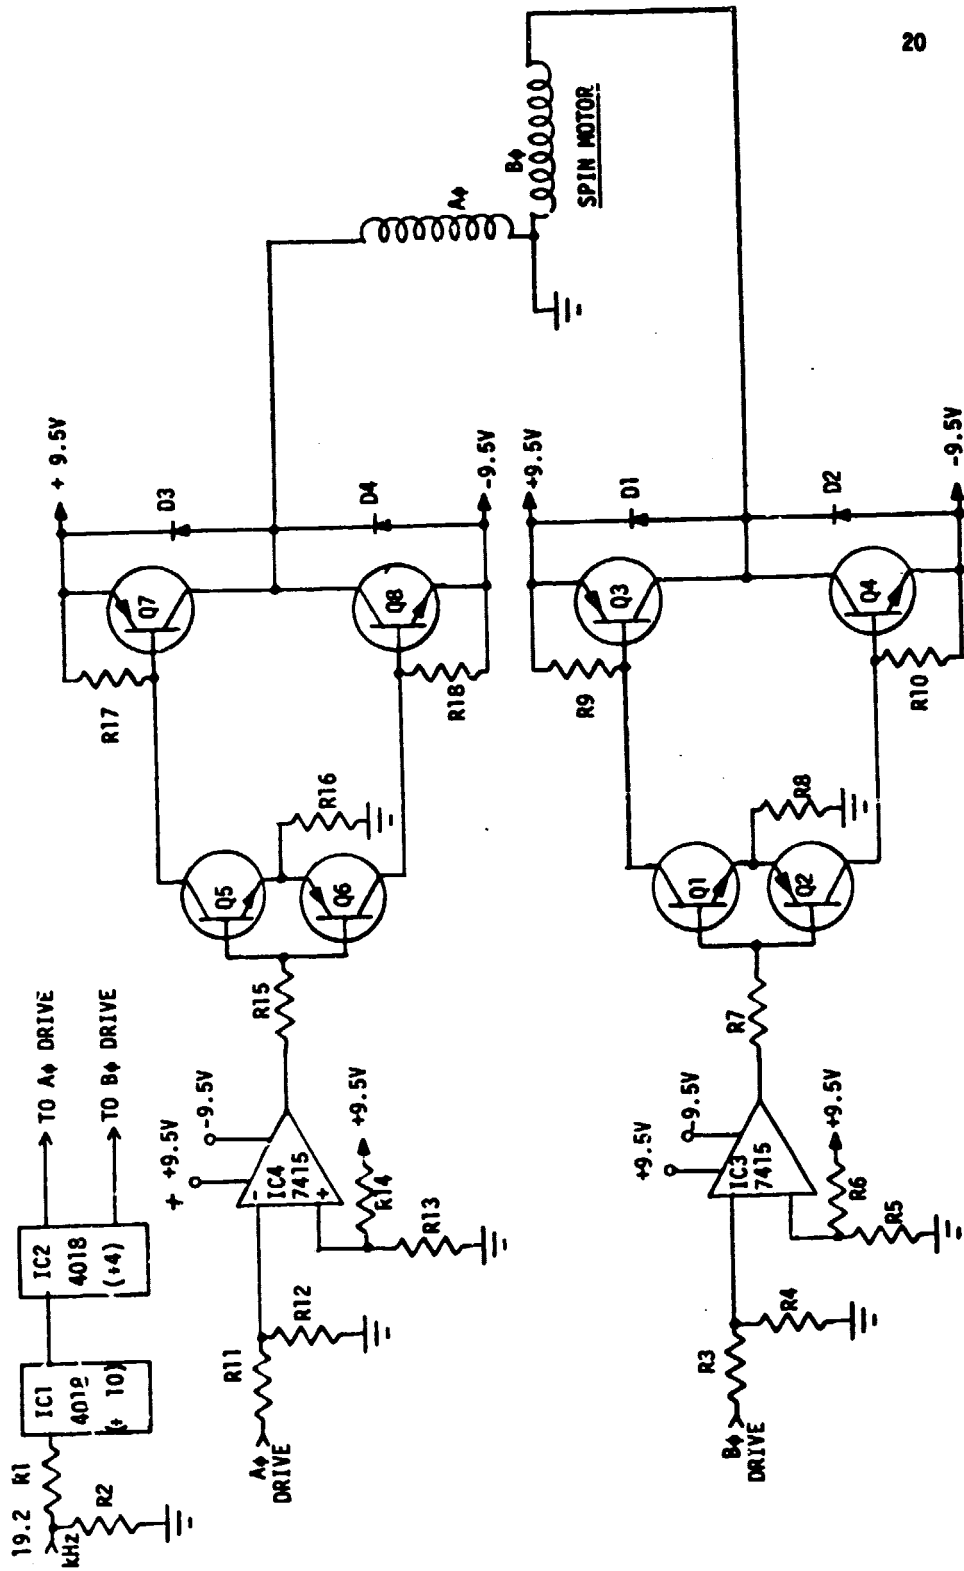 20
19.2
kHz
R1
R2
IC1
4018
(÷ 10)
IC2
4018
(÷4)
TO Aϕ DRIVE
TO Bϕ DRIVE
Aϕ
DRIVE
R11
R12
-
IC4
7415
+
+
+9.5V
-9.5V
R14
+9.5V
R13
R15
Q5
Q6
R16
R17
Q7
+ 9.5V
D3
Q8
R18
D4
-9.5V
Aϕ
Bϕ
SPIN MOTOR
Bϕ
DRIVE
R3
R4
IC3
7415
+9.5V
-9.5V
R6
+9.5V
R5
R7
Q1
Q2
R8
R9
Q3
+9.5V
D1
Q4
R10
D2
-9.5V